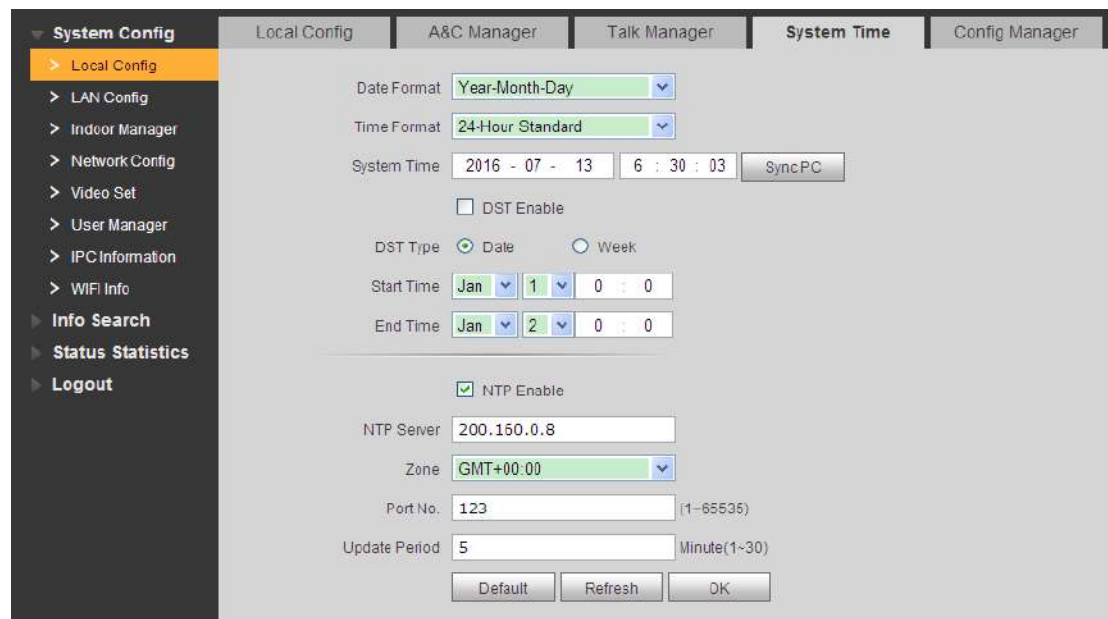 System Config
Local Config
LAN Config
Indoor Manager
Network Config
Video Set
User Manager
IPC Information
WIFI Info
Info Search
Status Statistics
Logout
Local Config A&C Manager Talk Manager System Time Config Manager
Date Format Year-Month-Day
Time Format 24-Hour Standard
System Time 2016 - 07 - 13 6 : 30 : 03 SyncPC
DST Enable
DST Type Date Week
Start Time Jan 1 0 : 0
End Time Jan 2 0 : 0
NTP Enable
NTP Server 200.160.0.8
Zone GMT+00:00
Port No. 123 (1~65535)
Update Period 5 Minute(1~30)
Default Refresh OK